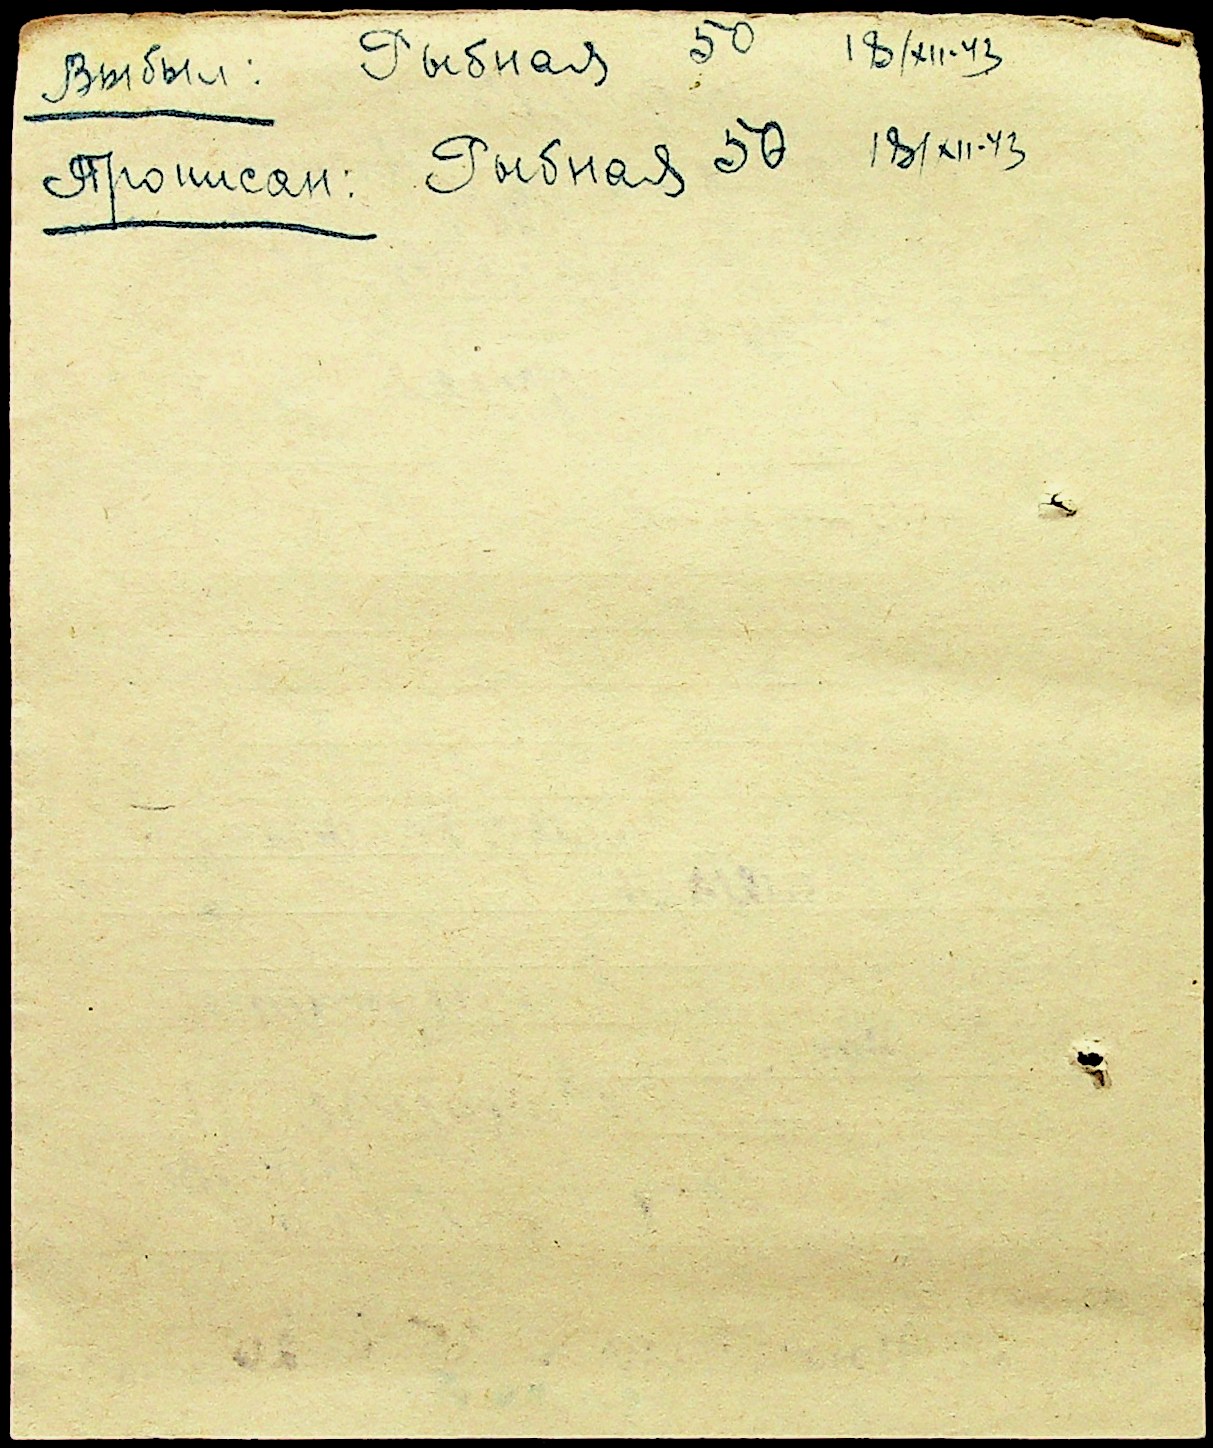 Выбыл: Рыбная 50 18/XII-43
Прописан: Рыбная 50 18/XII-43